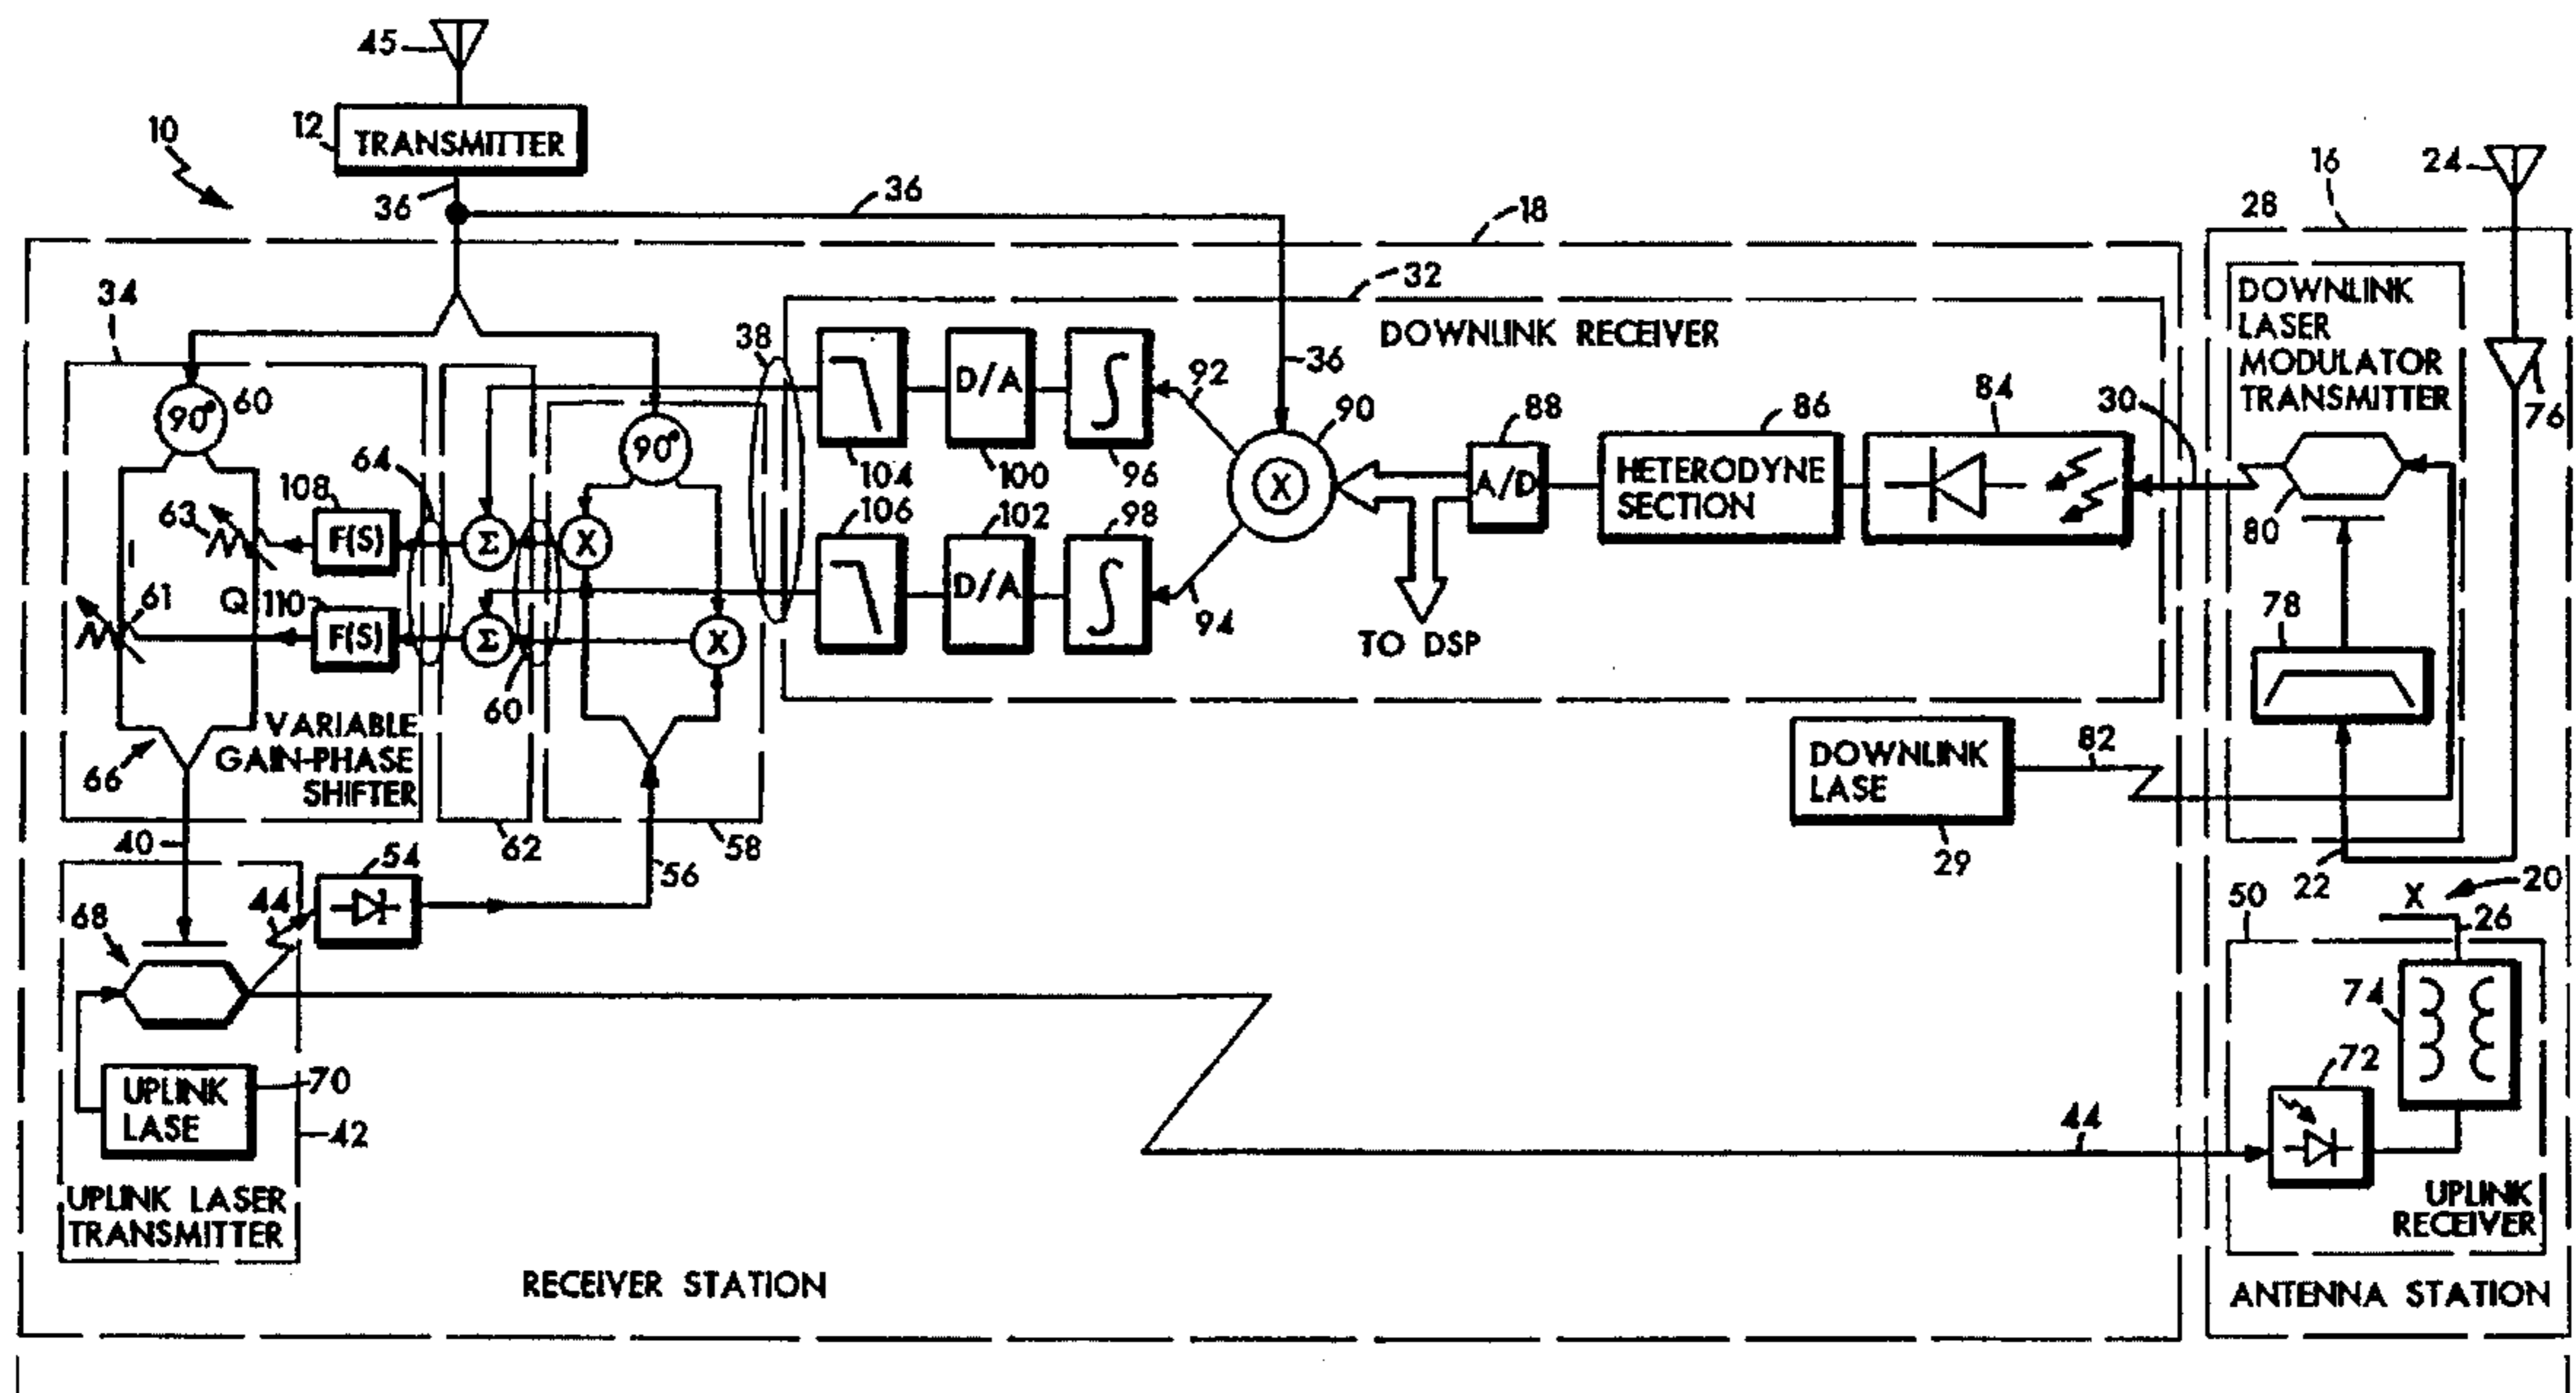 45
12
TRANSMITTER
10
36
36
18
16
24
28
34
32
38
DOWNLINK RECEIVER
DOWNLINK
LASER
MODULATOR
TRANSMITTER
90°
60
90°
D/A
36
92
90
88
86
84
30
76
104
100
96
64
108
63
F(S)
Σ
X
X
A/D
HETERODYNE
SECTION
80
106
102
98
I
61
Q
110
F(S)
Σ
X
D/A
94
TO DSP
78
60
66
VARIABLE
GAIN-PHASE
SHIFTER
DOWNLINK
LASE
82
40
54
62
58
56
29
22
X
20
26
50
68
44
74
UPLINK
LASE
70
42
72
44
UPLINK LASER
TRANSMITTER
UPLINK
RECEIVER
RECEIVER STATION
ANTENNA STATION